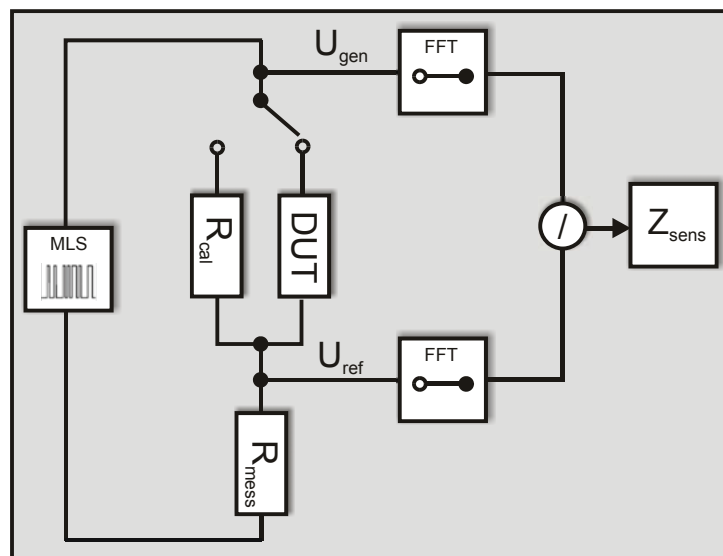 U_gen
FFT
MLS
R_cal
DUT
/
Z_sens
U_ref
FFT
R_mess